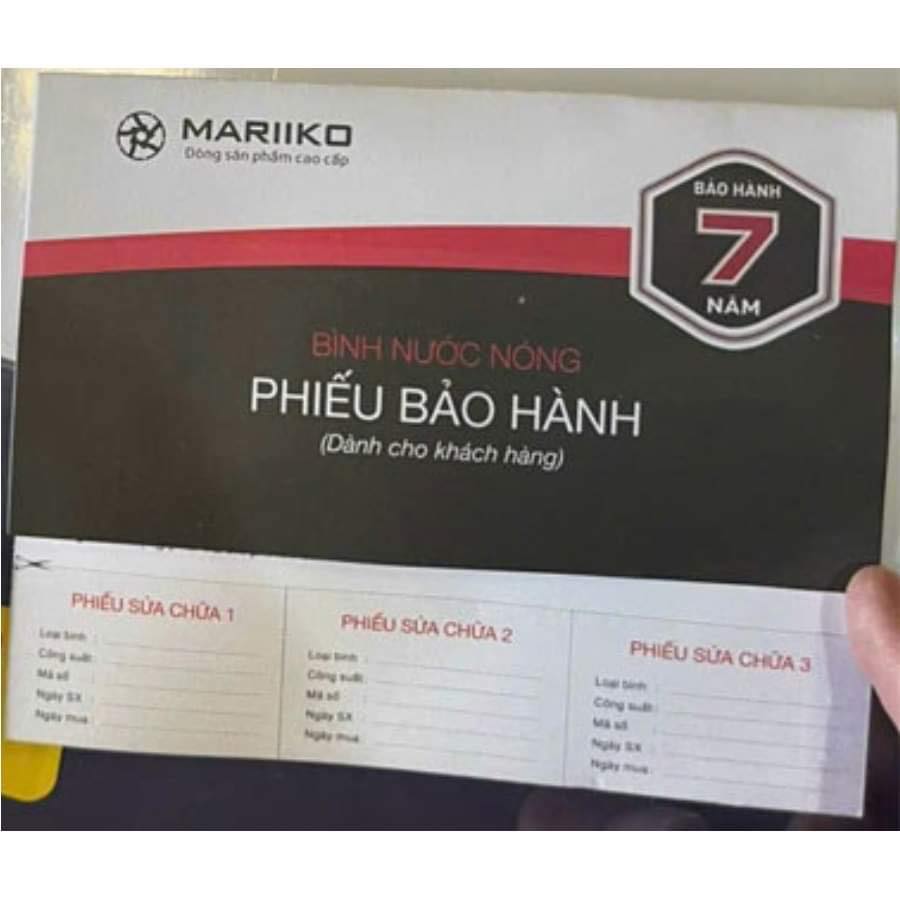 MARIIKO
Dòng sản phẩm cao cấp
BẢO HÀNH
7
NĂM
BÌNH NƯỚC NÓNG
PHIẾU BẢO HÀNH
(Dành cho khách hàng)
PHIẾU SỬA CHỮA 1
Loại bình :
Công suất :
Mã số :
Ngày SX :
Ngày mua :
PHIẾU SỬA CHỮA 2
Loại bình :
Công suất :
Mã số :
Ngày SX :
Ngày mua :
PHIẾU SỬA CHỮA 3
Loại bình :
Công suất :
Mã số :
Ngày SX :
Ngày mua :